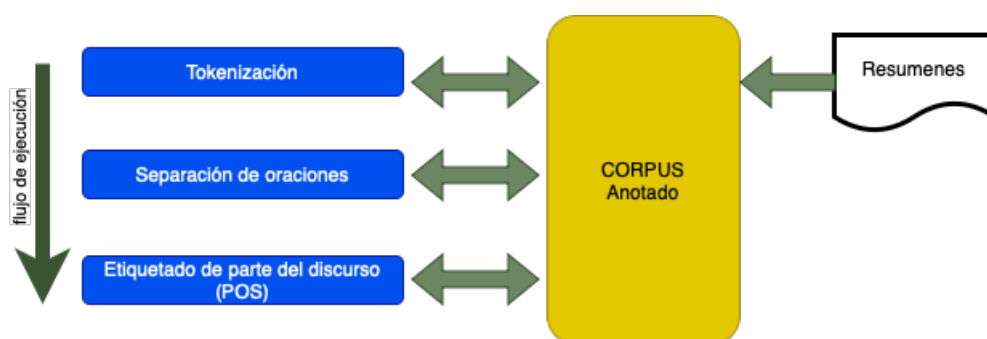 flujo de ejecución
Tokenización
Separación de oraciones
Etiquetado de parte del discurso
(POS)
CORPUS
Anotado
Resumenes